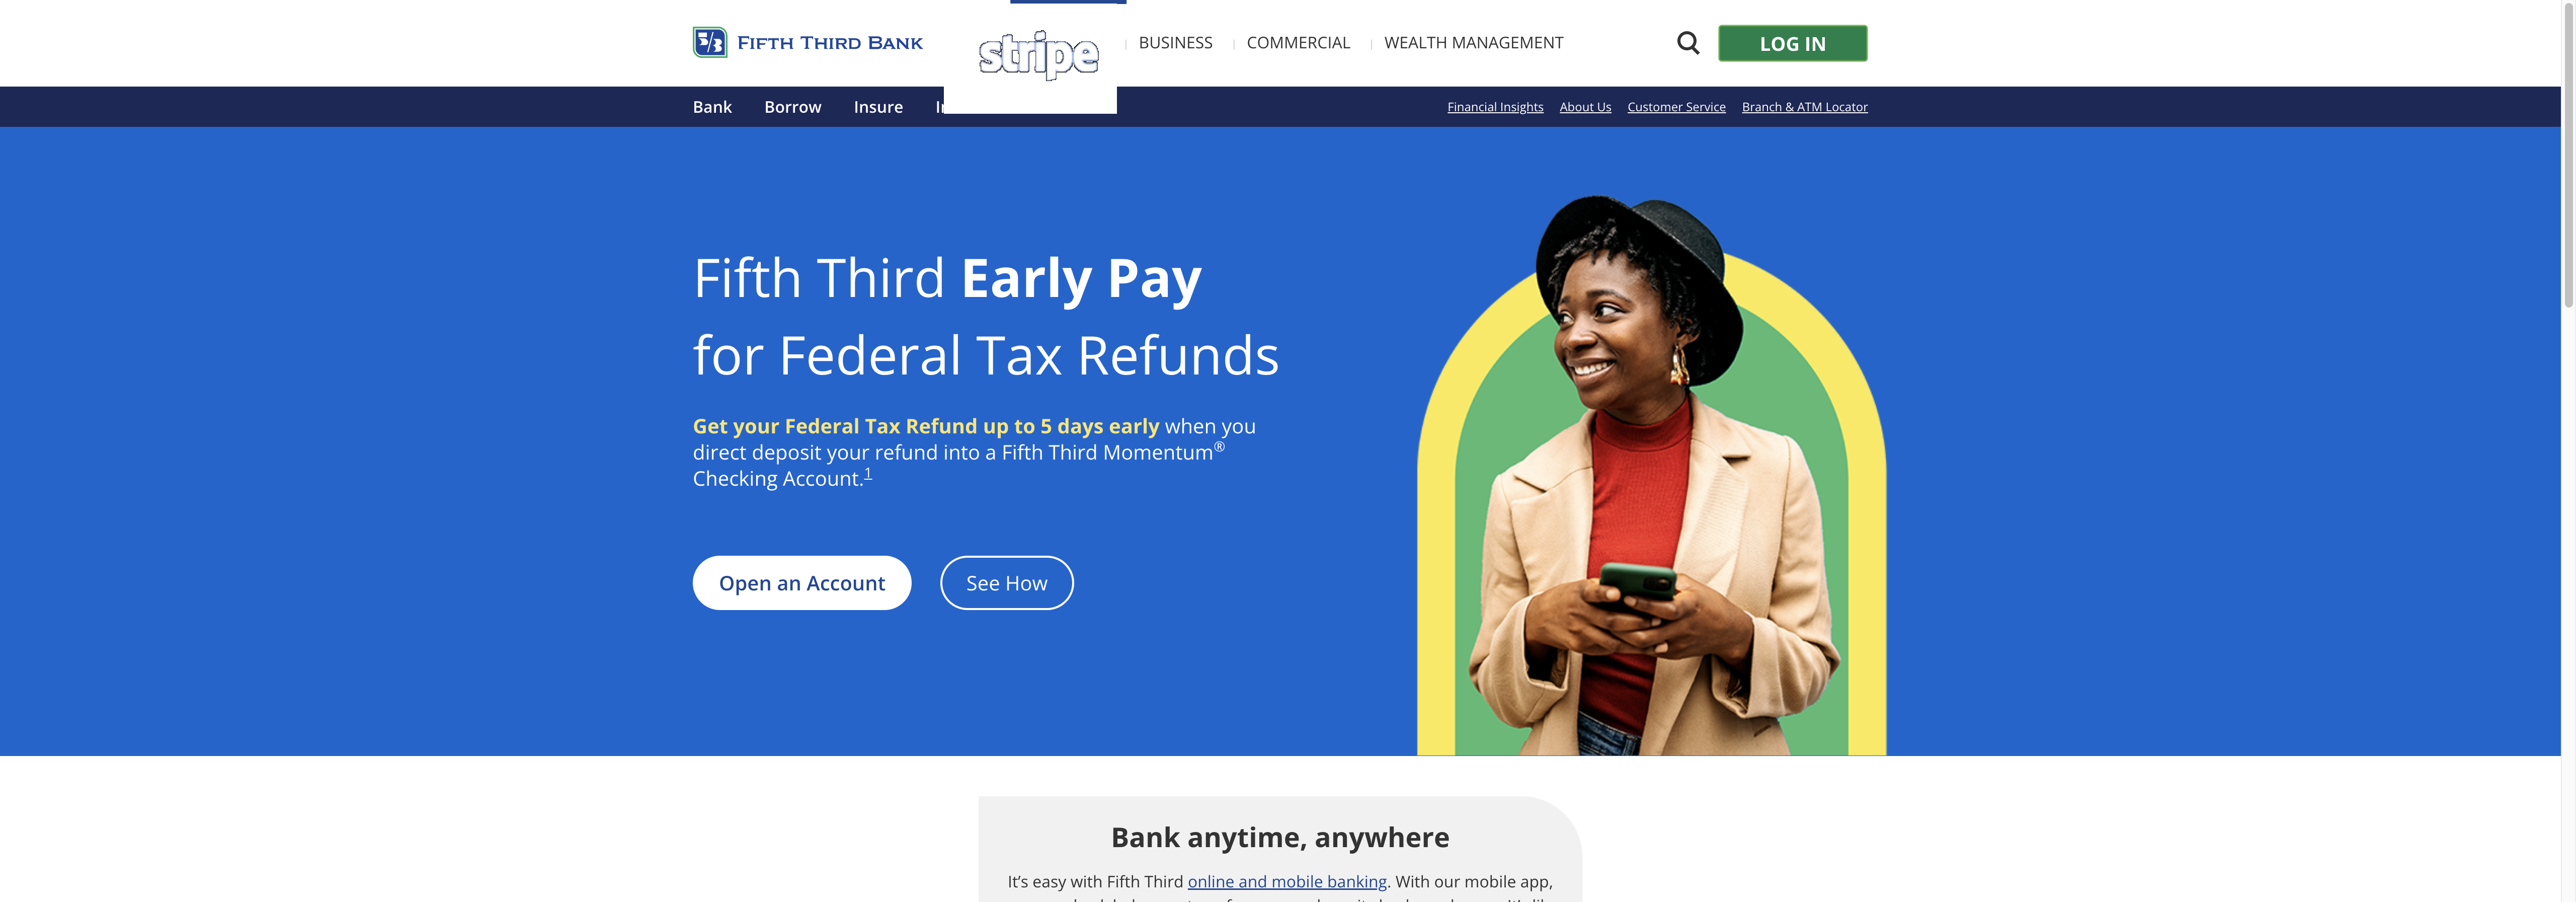 FIFTH THIRD BANK
stripe
BUSINESS
COMMERCIAL
WEALTH MANAGEMENT
LOG IN
Bank
Borrow
Insure
Financial Insights
About Us
Customer Service
Branch & ATM Locator
Fifth Third Early Pay
for Federal Tax Refunds
Get your Federal Tax Refund up to 5 days early when you
direct deposit your refund into a Fifth Third Momentum®
Checking Account.1
Open an Account
See How
Bank anytime, anywhere
It’s easy with Fifth Third online and mobile banking. With our mobile app,